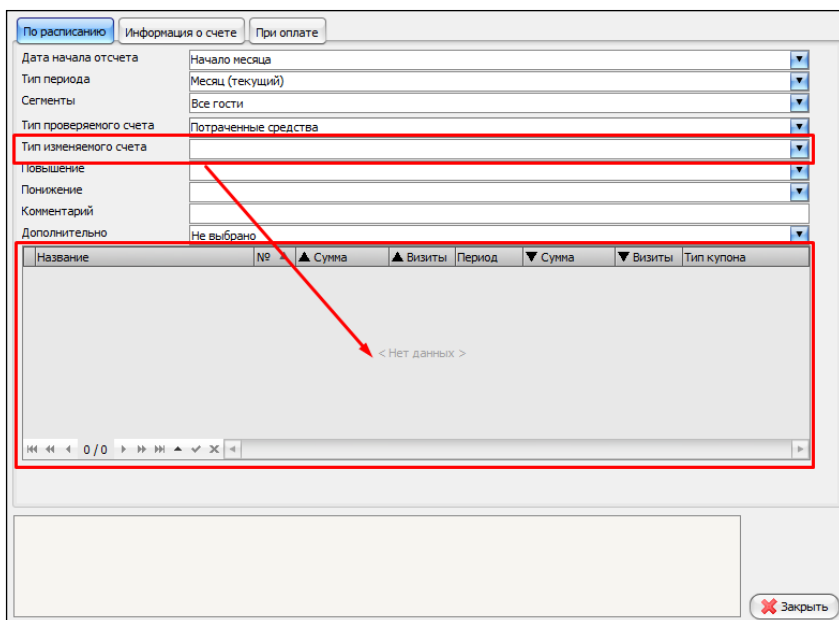 По расписанию Информация о счете При оплате
Дата начала отсчета Начало месяца
Тип периода Месяц (текущий)
Сегменты Все гости
Тип проверяемого счета Потраченные средства
Тип изменяемого счета
Повышение
Понижение
Комментарий
Дополнительно Не выбрано
Название № ▲ ▲ Сумма ▲ Визиты Период ▼ Сумма ▼ Визиты Тип купона
< Нет данных >
0 / 0
Закрыть